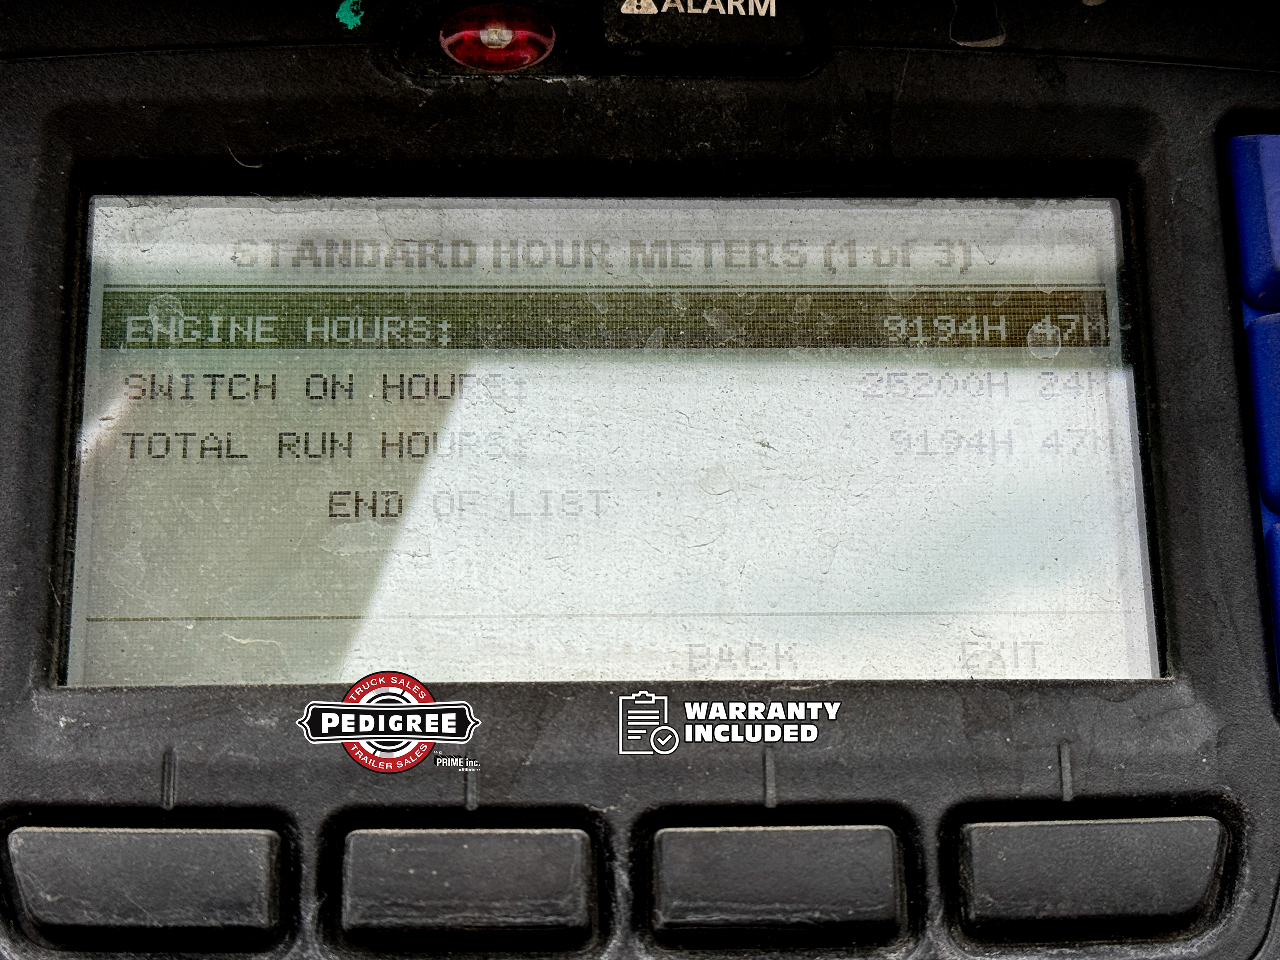 ALARM
STANDARD HOUR METERS (1 of 3)
ENGINE HOURS: 9194H 47M
SWITCH ON HOURS: 25200H 24M
TOTAL RUN HOURS: 9194H 47M
END OF LIST
BACK EXIT
TRUCK SALES
PEDIGREE
TRAILER SALES
PRIME inc.
WARRANTY
INCLUDED